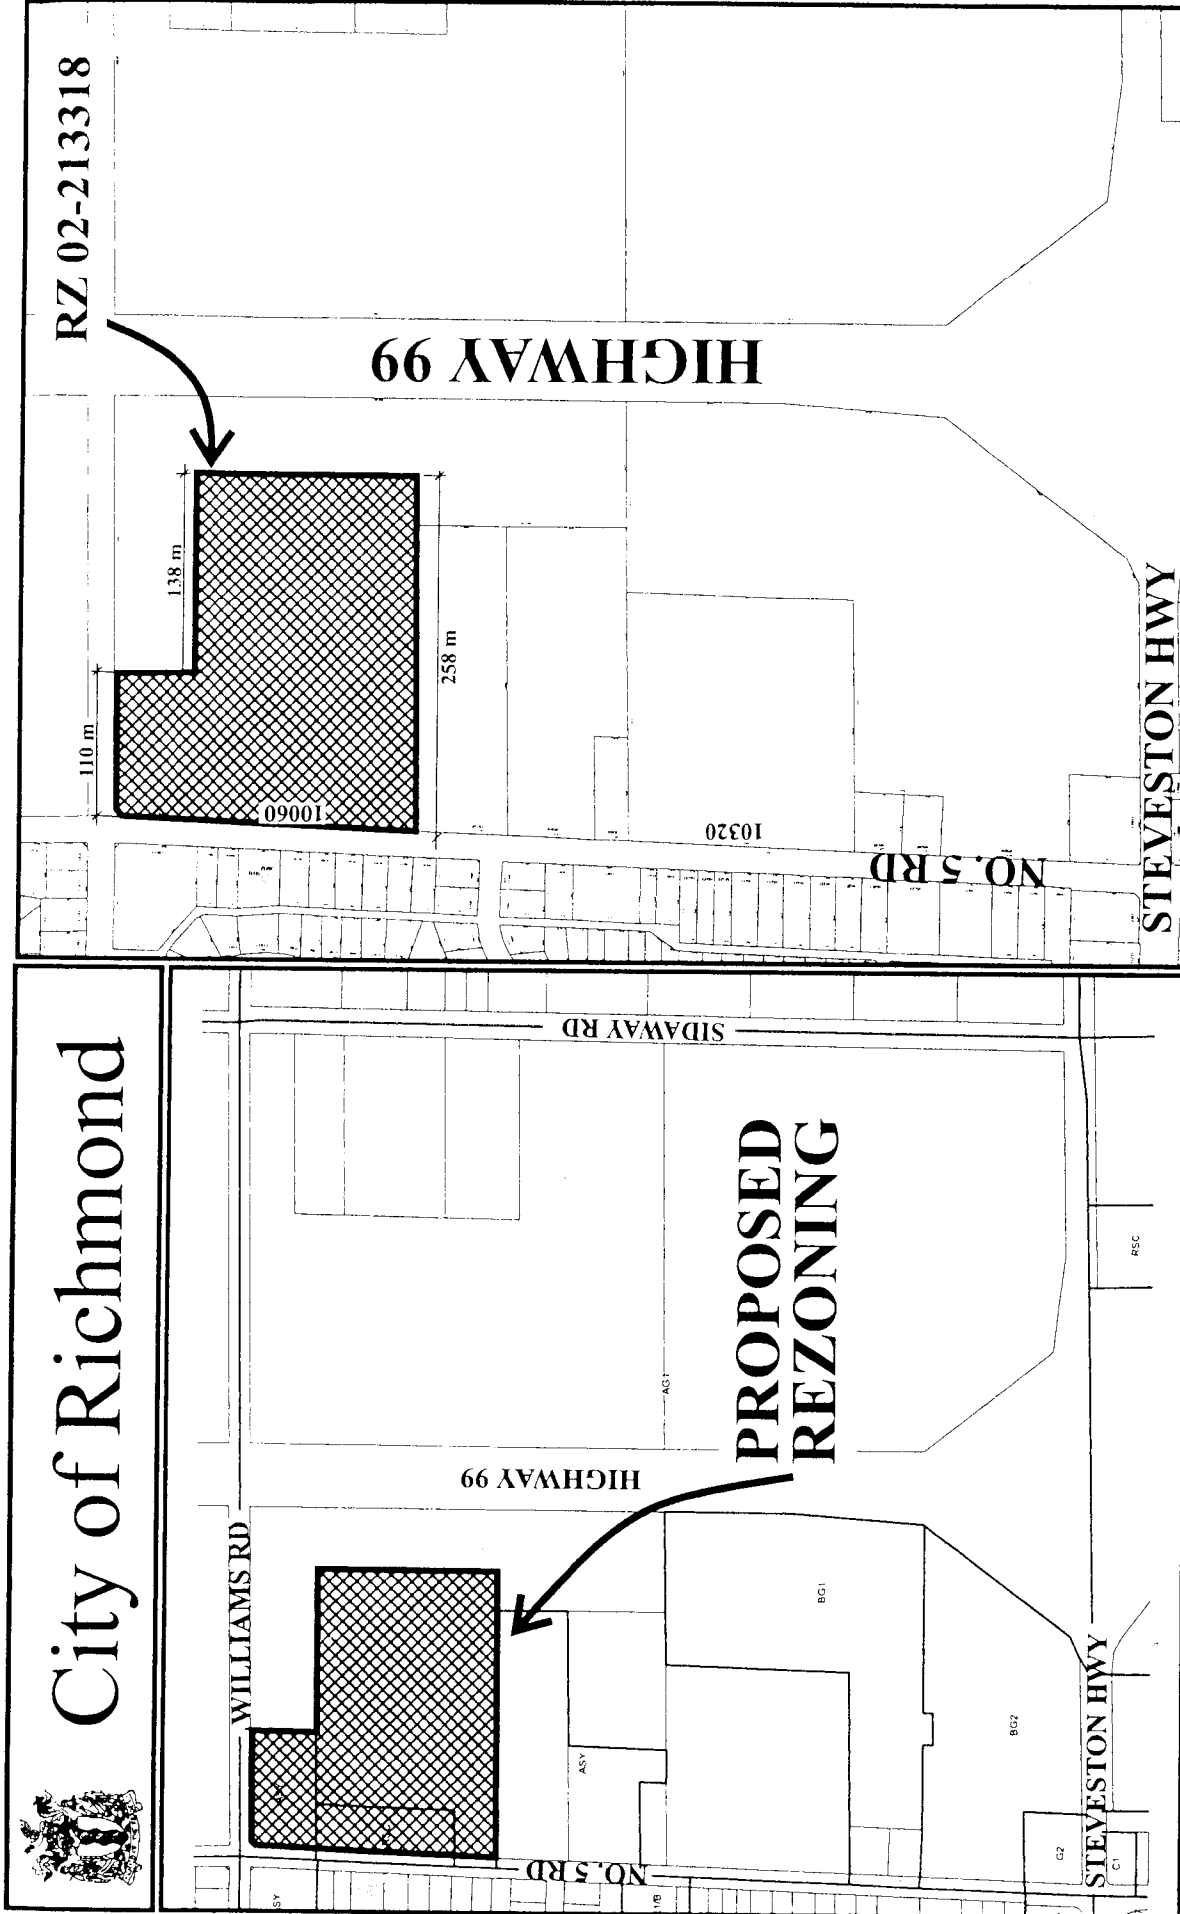 City of Richmond
WILLIAMS RD
SIDAWAY RD
HIGHWAY 99
PROPOSED
REZONING
NO. 5 RD
STEVESTON HWY
AG1
ASY
BG1
BG2
G2
C1
RSC
RZ 02-213318
110 m
138 m
258 m
10060
10320
HIGHWAY 99
NO. 5 RD
STEVESTON HWY